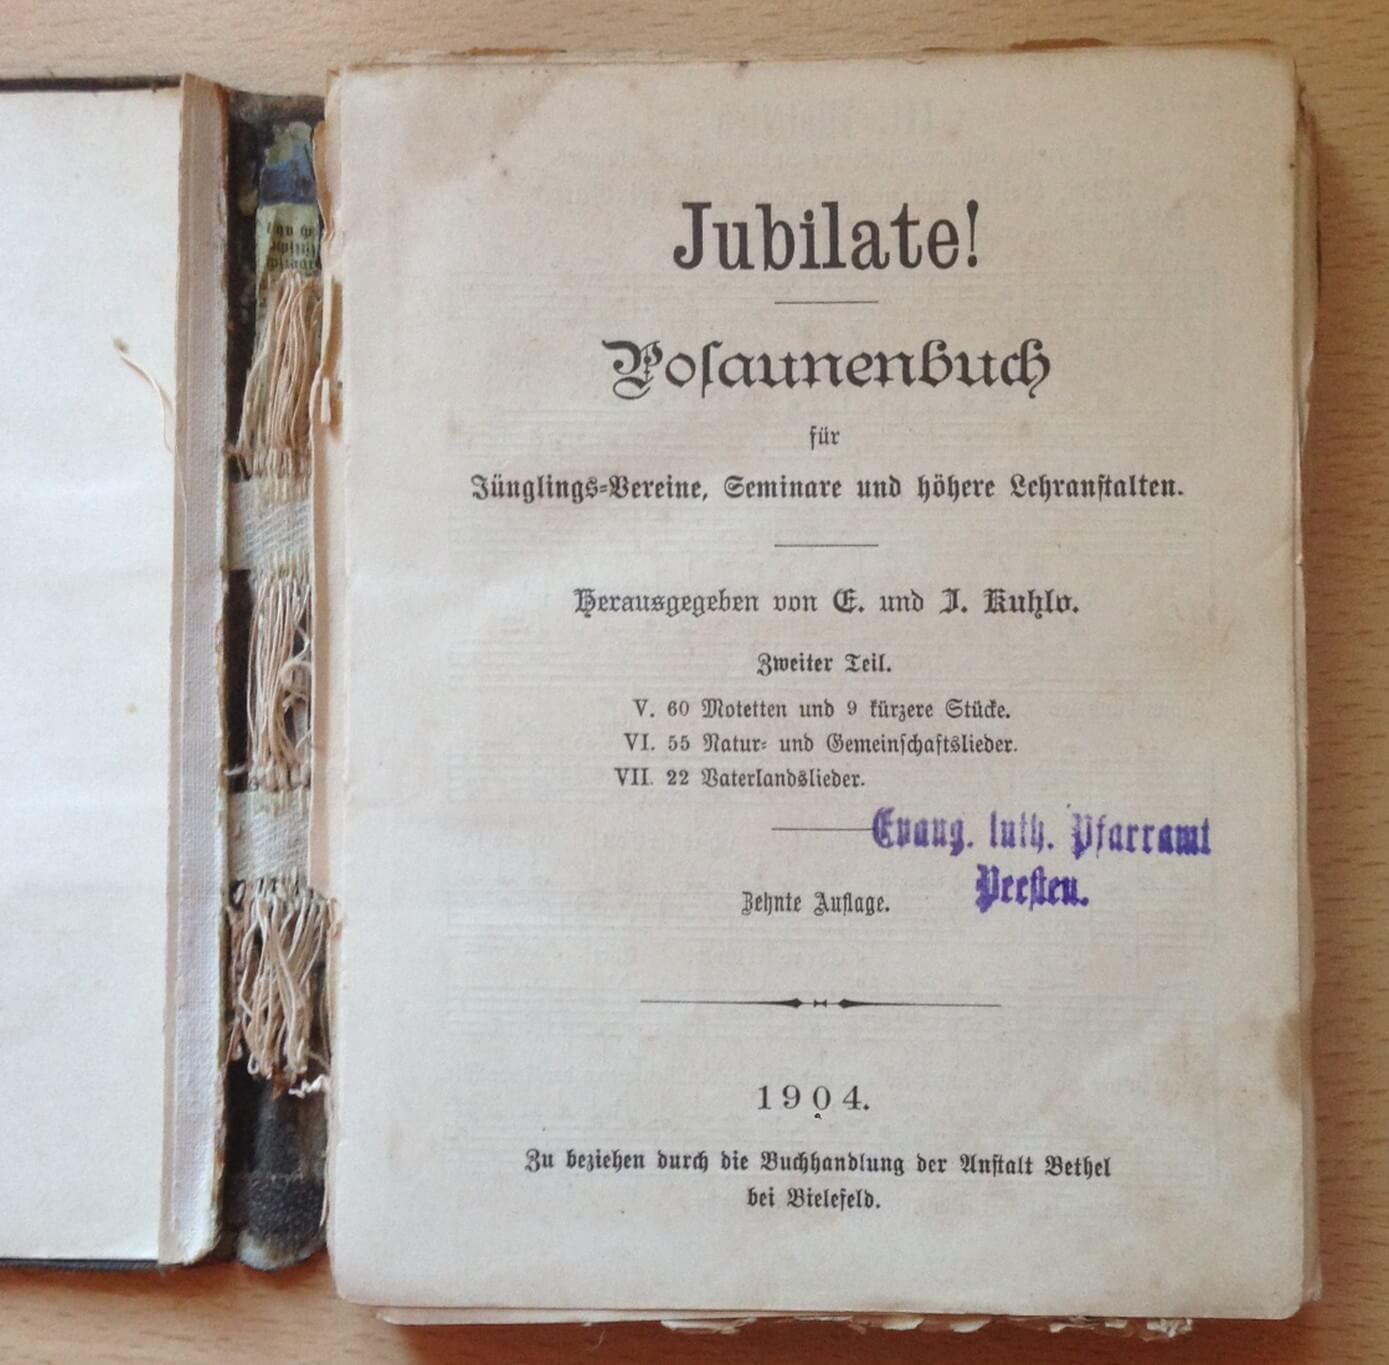 Jubilate!
Posaunenbuch
für
Jünglings-Vereine, Seminare und höhere Lehranstalten.
Herausgegeben von E. und J. Kuhlo.
Zweiter Teil.
V. 60 Motetten und 9 kürzere Stücke.
VI. 55 Natur- und Gemeinschaftslieder.
VII. 22 Vaterlandslieder.
Evang. luth. Pfarramt
Peesten.
Zehnte Auflage.
1904.
Zu beziehen durch die Buchhandlung der Anstalt Bethel
bei Bielefeld.